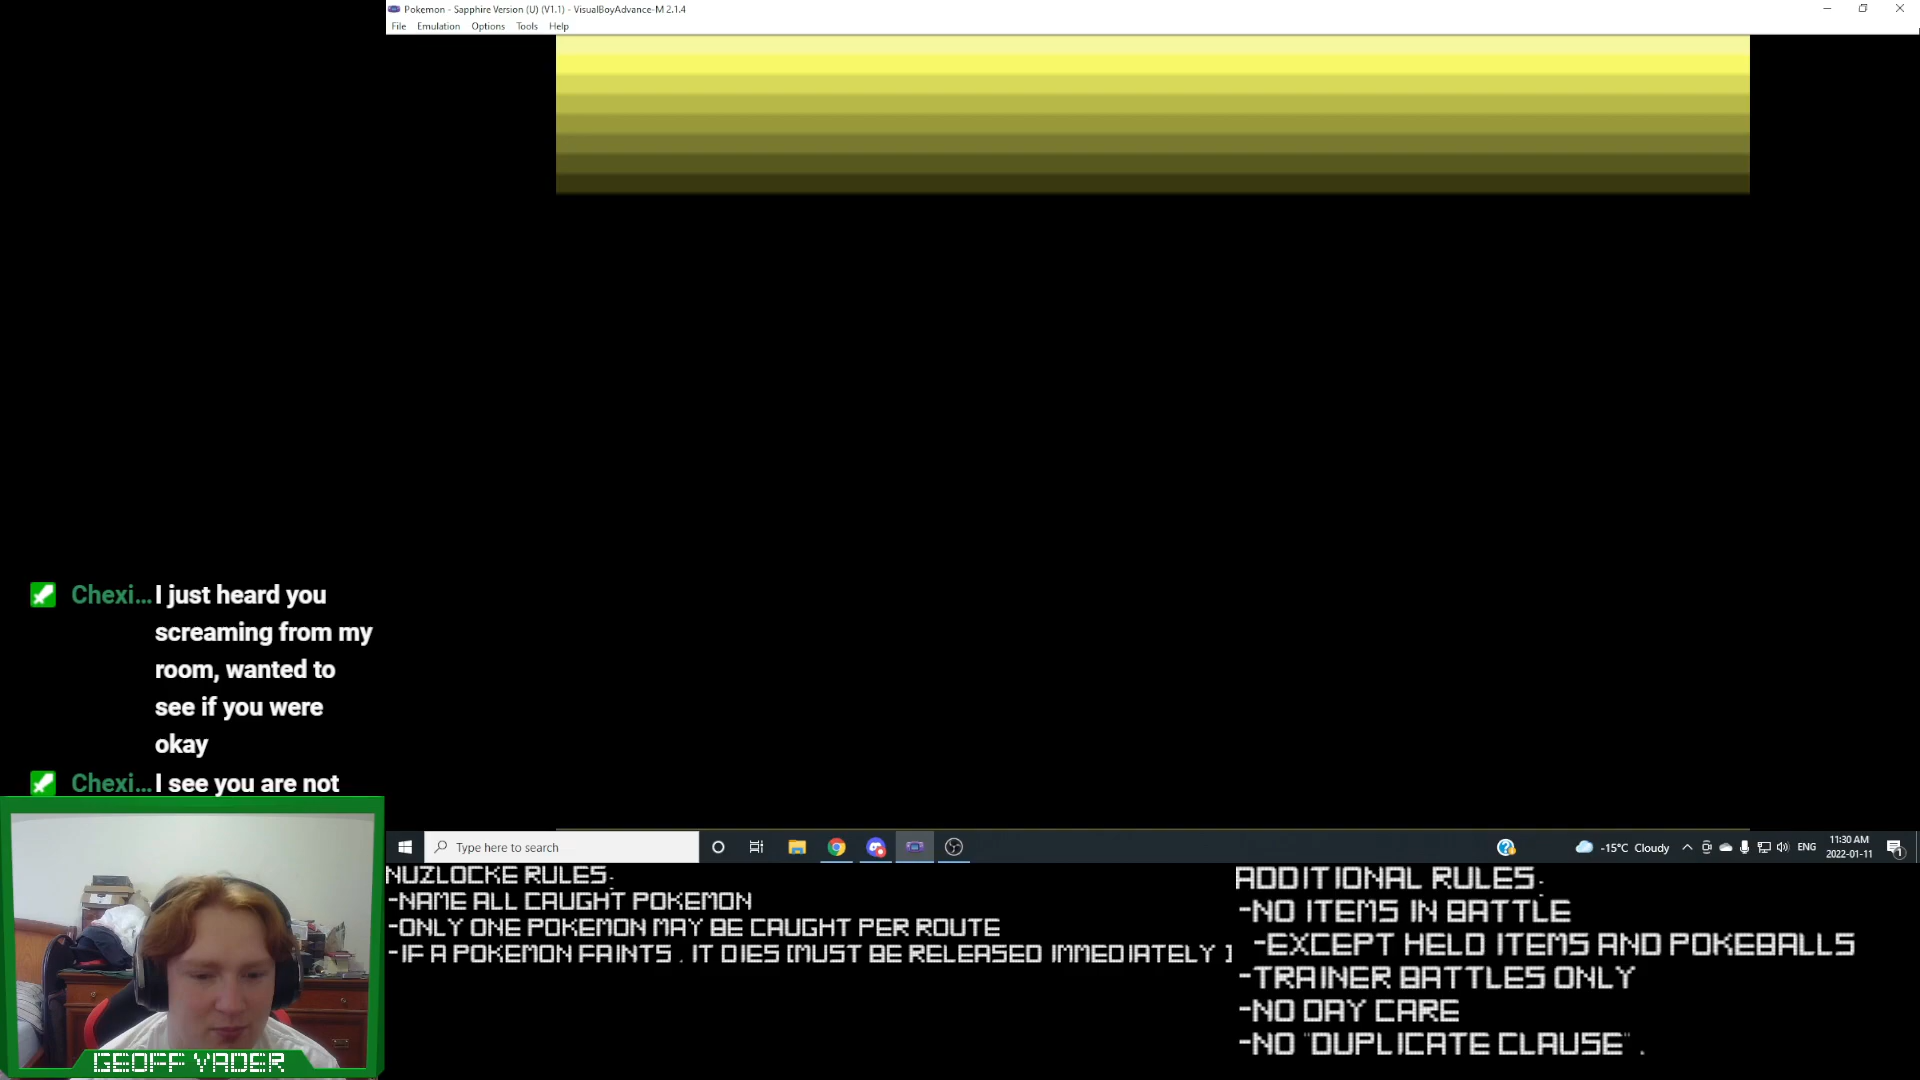 Pokemon - Sapphire Version (U) (V1.1) - VisualBoyAdvance-M 2.1.4
File Emulation Options Tools Help
Chexi... I just heard you
screaming from my
room, wanted to
see if you were
okay
Chexi... I see you are not
GEOFF VADER
Type here to search
-15°C Cloudy
ENG
11:30 AM
2022-01-11
1
NUZLOCKE RULES:
-NAME ALL CAUGHT POKEMON
-ONLY ONE POKEMON MAY BE CAUGHT PER ROUTE
-IF A POKEMON FAINTS, IT DIES [MUST BE RELEASED IMMEDIATELY]
ADDITIONAL RULES:
-NO ITEMS IN BATTLE
-EXCEPT HELD ITEMS AND POKEBALLS
-TRAINER BATTLES ONLY
-NO DAY CARE
-NO "DUPLICATE CLAUSE".